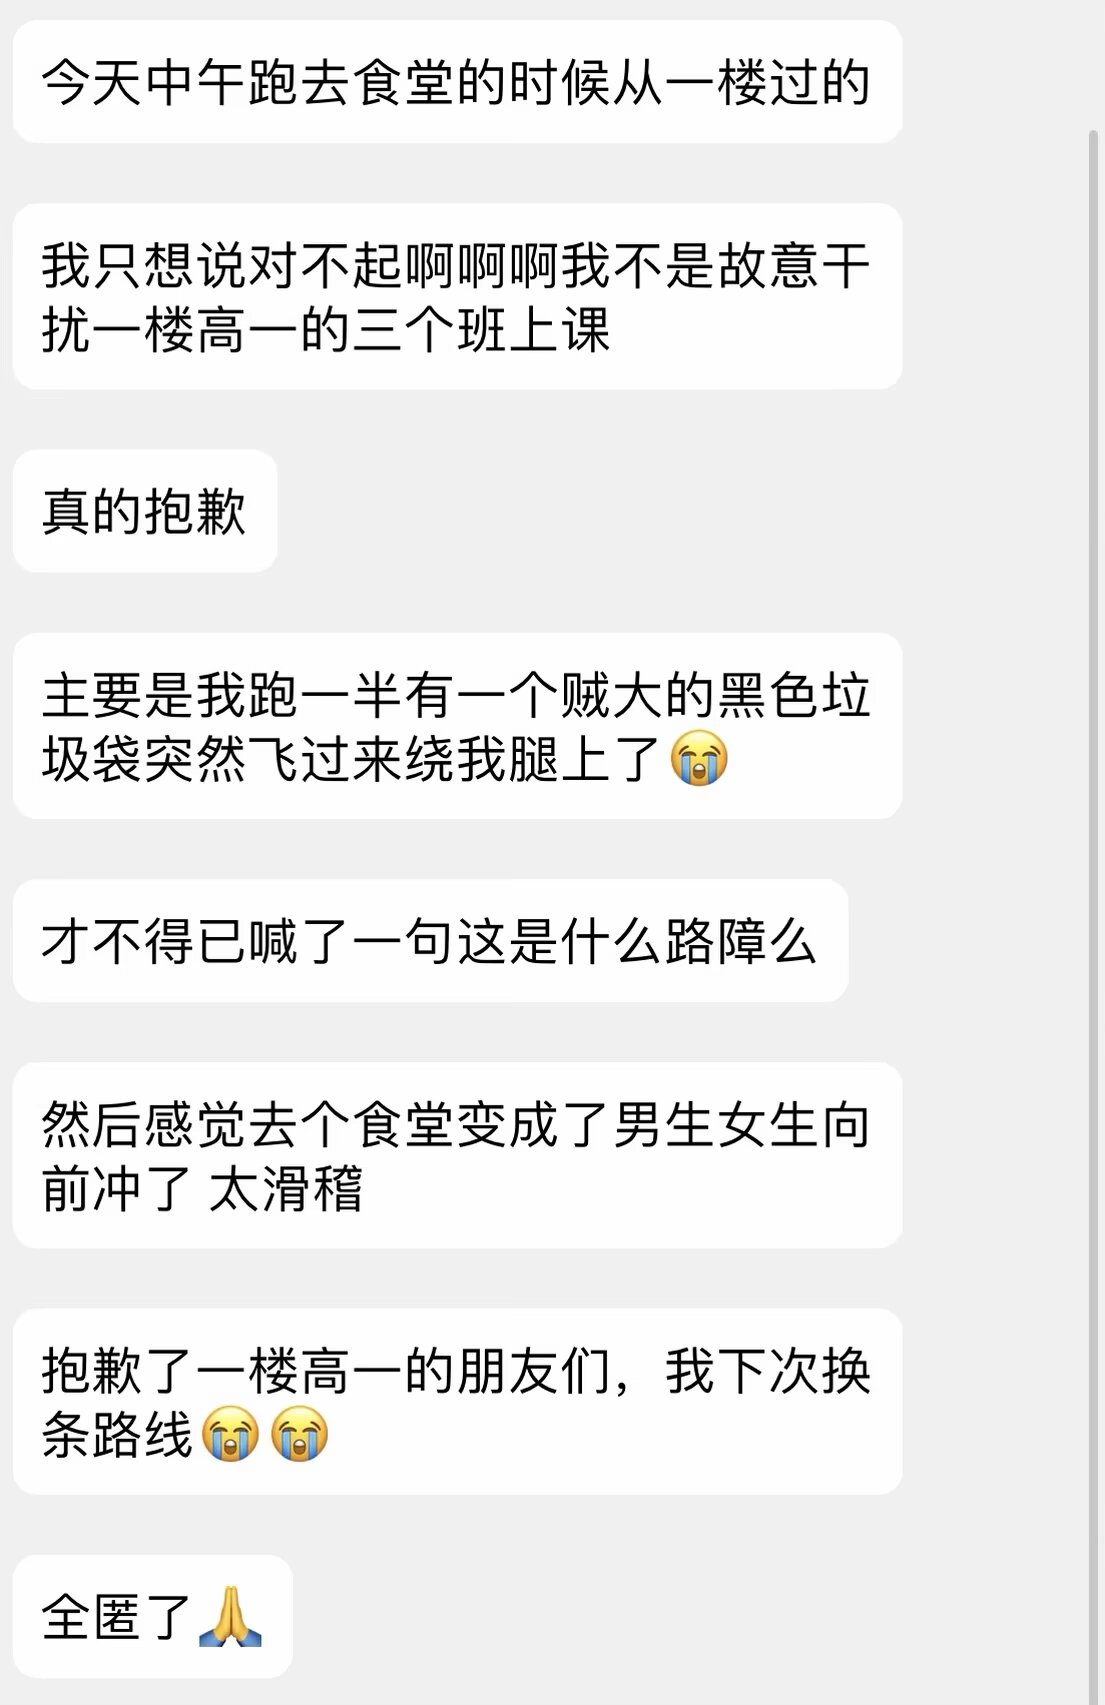 今天中午跑去食堂的时候从一楼过的
我只想说对不起啊啊啊我不是故意干
扰一楼高一的三个班上课
真的抱歉
主要是我跑一半有一个贼大的黑色垃
圾袋突然飞过来绕我腿上了😭
才不得已喊了一句这是什么路障么
然后感觉去个食堂变成了男生女生向
前冲了 太滑稽
抱歉了一楼高一的朋友们，我下次换
条路线😭😭
全匿了🙏